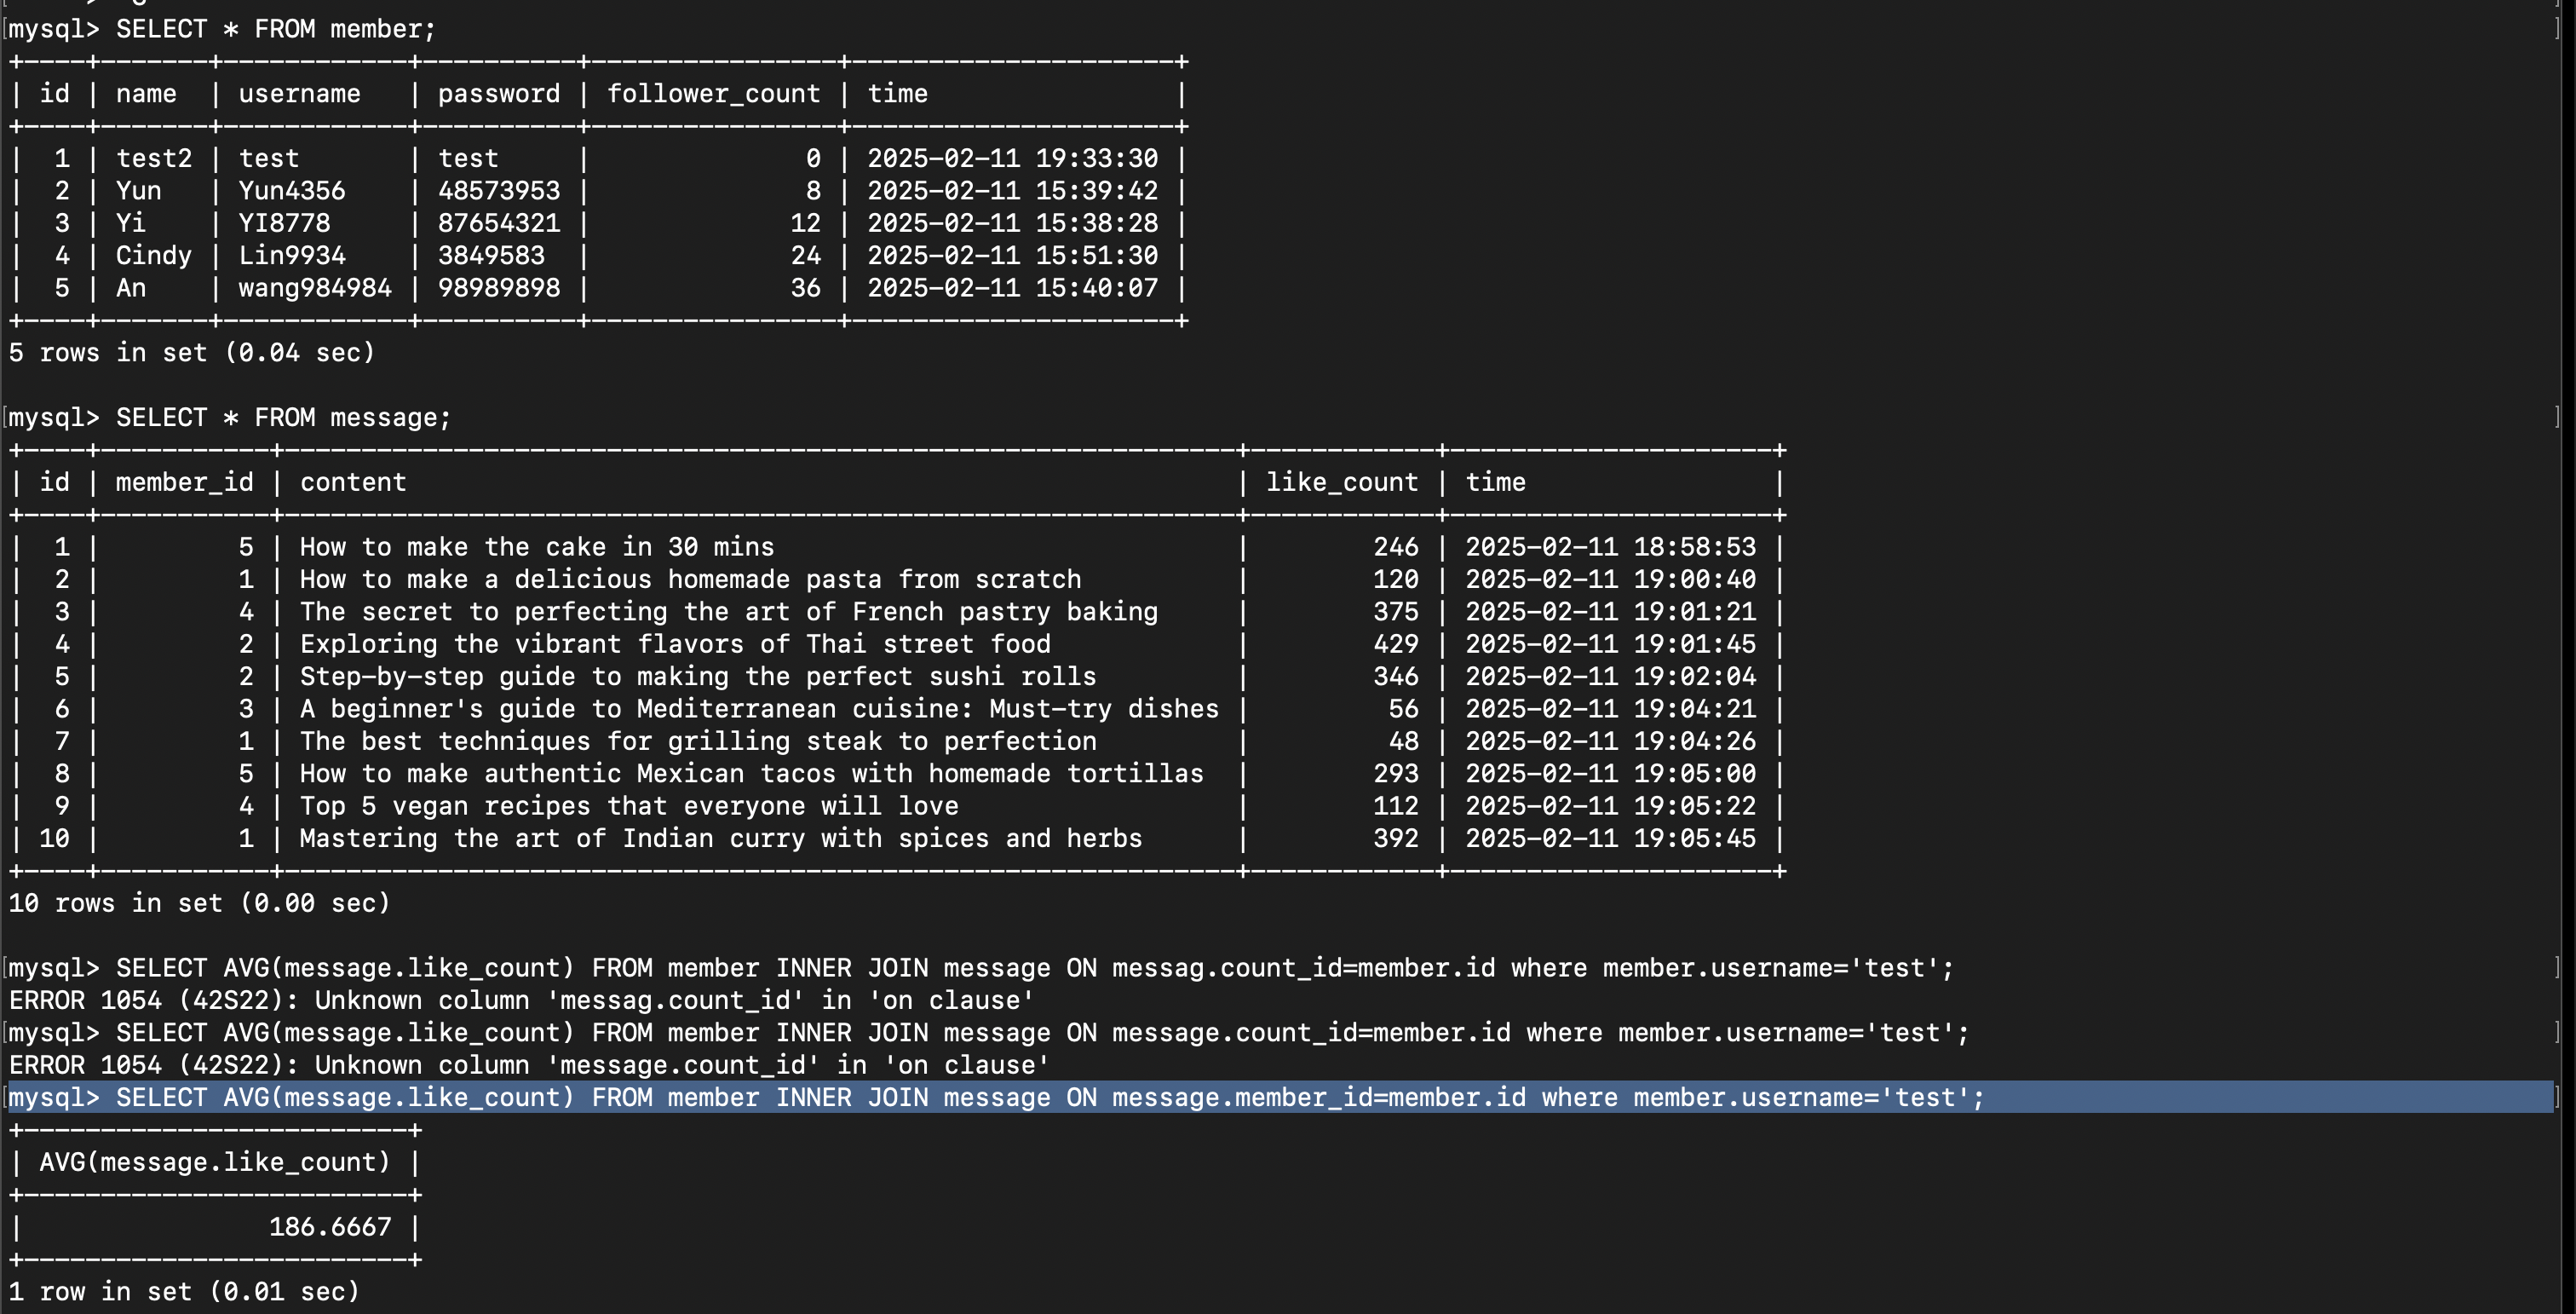 mysql> SELECT * FROM member;
+----+-------+------------+----------+----------------+---------------------+
| id | name  | username   | password | follower_count | time                |
+----+-------+------------+----------+----------------+---------------------+
|  1 | test2 | test       | test     |              0 | 2025-02-11 19:33:30 |
|  2 | Yun   | Yun4356    | 48573953 |              8 | 2025-02-11 15:39:42 |
|  3 | Yi    | YI8778     | 87654321 |             12 | 2025-02-11 15:38:28 |
|  4 | Cindy | Lin9934    | 3849583  |             24 | 2025-02-11 15:51:30 |
|  5 | An    | wang984984 | 98989898 |             36 | 2025-02-11 15:40:07 |
+----+-------+------------+----------+----------------+---------------------+
5 rows in set (0.04 sec)
mysql> SELECT * FROM message;
+----+-----------+--------------------------------------------------------------+------------+---------------------+
| id | member_id | content                                                      | like_count | time                |
+----+-----------+--------------------------------------------------------------+------------+---------------------+
|  1 |         5 | How to make the cake in 30 mins                              |        246 | 2025-02-11 18:58:53 |
|  2 |         1 | How to make a delicious homemade pasta from scratch          |        120 | 2025-02-11 19:00:40 |
|  3 |         4 | The secret to perfecting the art of French pastry baking     |        375 | 2025-02-11 19:01:21 |
|  4 |         2 | Exploring the vibrant flavors of Thai street food            |        429 | 2025-02-11 19:01:45 |
|  5 |         2 | Step-by-step guide to making the perfect sushi rolls         |        346 | 2025-02-11 19:02:04 |
|  6 |         3 | A beginner's guide to Mediterranean cuisine: Must-try dishes |         56 | 2025-02-11 19:04:21 |
|  7 |         1 | The best techniques for grilling steak to perfection         |         48 | 2025-02-11 19:04:26 |
|  8 |         5 | How to make authentic Mexican tacos with homemade tortillas  |        293 | 2025-02-11 19:05:00 |
|  9 |         4 | Top 5 vegan recipes that everyone will love                  |        112 | 2025-02-11 19:05:22 |
| 10 |         1 | Mastering the art of Indian curry with spices and herbs      |        392 | 2025-02-11 19:05:45 |
+----+-----------+--------------------------------------------------------------+------------+---------------------+
10 rows in set (0.00 sec)
mysql> SELECT AVG(message.like_count) FROM member INNER JOIN message ON messag.count_id=member.id where member.username='test';
ERROR 1054 (42S22): Unknown column 'messag.count_id' in 'on clause'
mysql> SELECT AVG(message.like_count) FROM member INNER JOIN message ON message.count_id=member.id where member.username='test';
ERROR 1054 (42S22): Unknown column 'message.count_id' in 'on clause'
mysql> SELECT AVG(message.like_count) FROM member INNER JOIN message ON message.member_id=member.id where member.username='test';
+-------------------------+
| AVG(message.like_count) |
+-------------------------+
|                186.6667 |
+-------------------------+
1 row in set (0.01 sec)